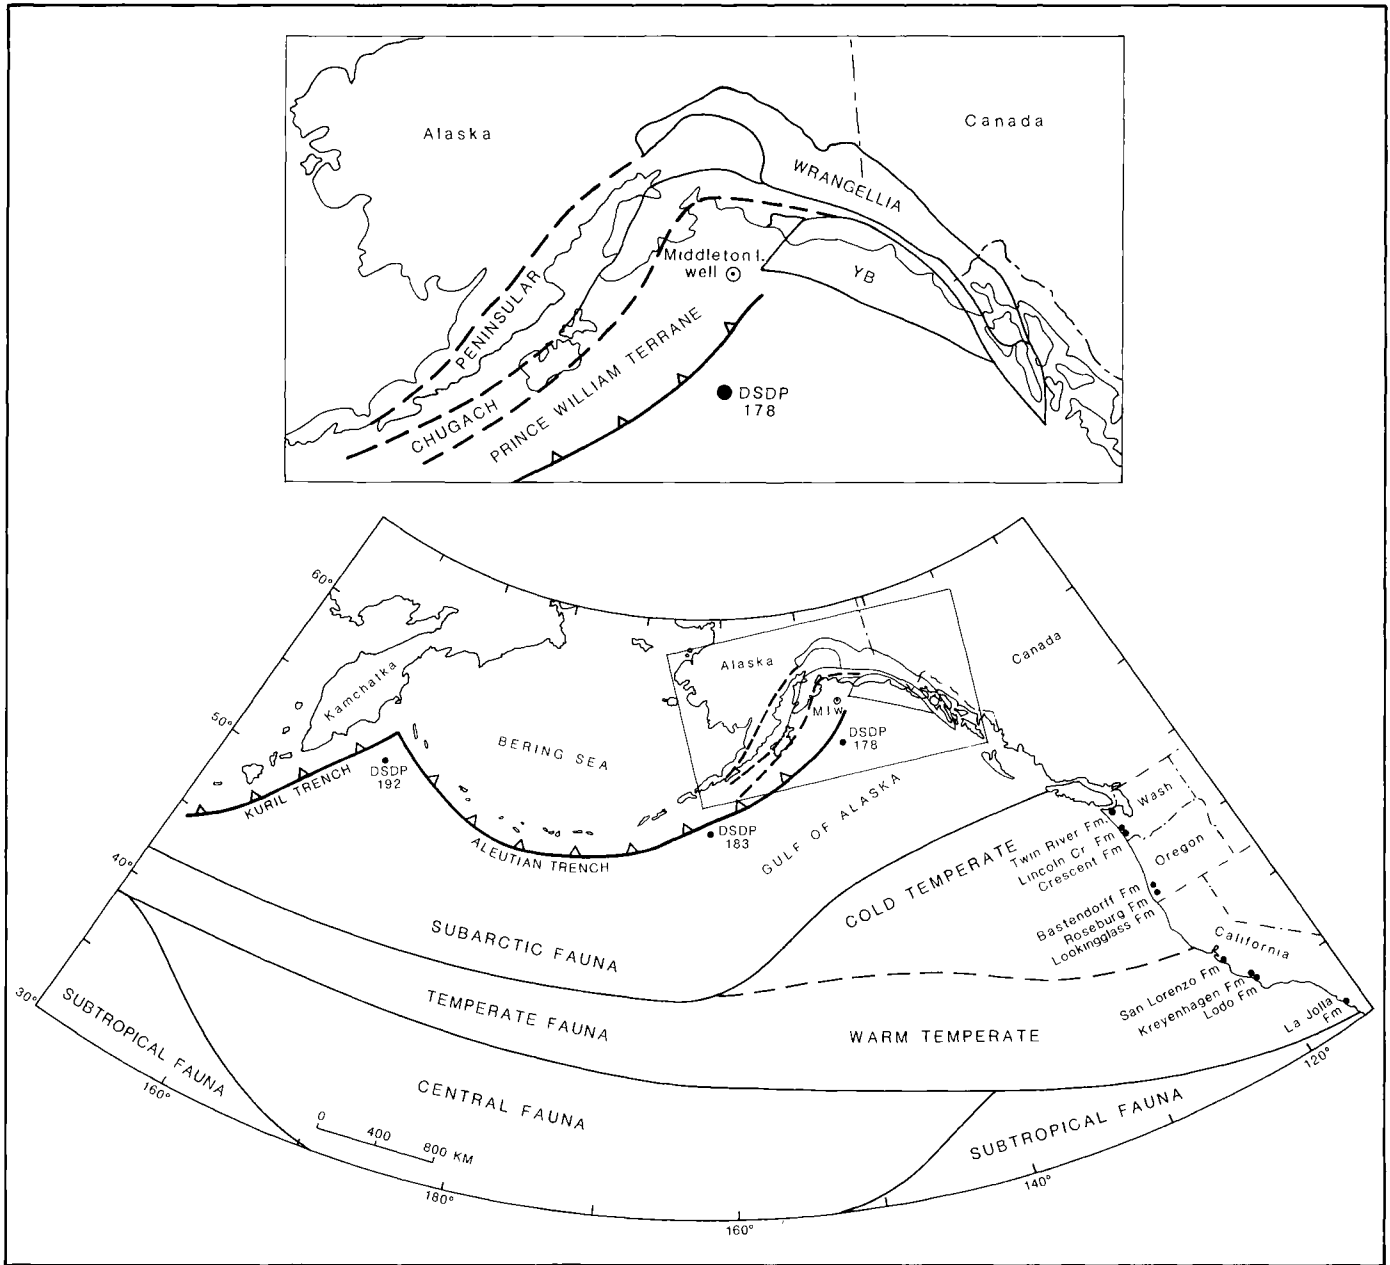 Alaska
Canada
WRANGELLIA
Middleton I.
well
YB
PENINSULAR
CHUGACH
PRINCE WILLIAM TERRANE
DSDP
178
60°
50°
40°
30°
Kamchatka
Alaska
Canada
M I w
DSDP
178
BERING SEA
DSDP
192
KURIL TRENCH
ALEUTIAN TRENCH
DSDP
183
GULF OF ALASKA
Wash
Oregon
California
Twin River Fm.
Lincoln Cr Fm
Crescent Fm
Bastendorff Fm
Roseburg Fm
Lookingglass Fm
San Lorenzo Fm
Kreyenhagen Fm
Lodo Fm
La Jolla
Fm
COLD TEMPERATE
SUBARCTIC FAUNA
TEMPERATE FAUNA
WARM TEMPERATE
SUBTROPICAL FAUNA
CENTRAL FAUNA
SUBTROPICAL FAUNA
0
400
800 KM
160°
180°
160°
140°
120°